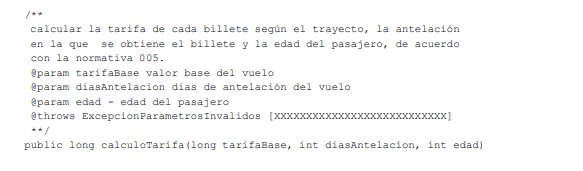 /**
calcular la tarifa de cada billete según el trayecto, la antelación
en la que se obtiene el billete y la edad del pasajero, de acuerdo
con la normativa 005.
@param tarifaBase valor base del vuelo
@param diasAntelacion dias de antelación del vuelo
@param edad - edad del pasajero
@throws ExcepcionParametrosInvalidos [XXXXXXXXXXXXXXXXXXXXXXXXXXXX]
**/
public long calculoTarifa(long tarifaBase, int diasAntelacion, int edad)